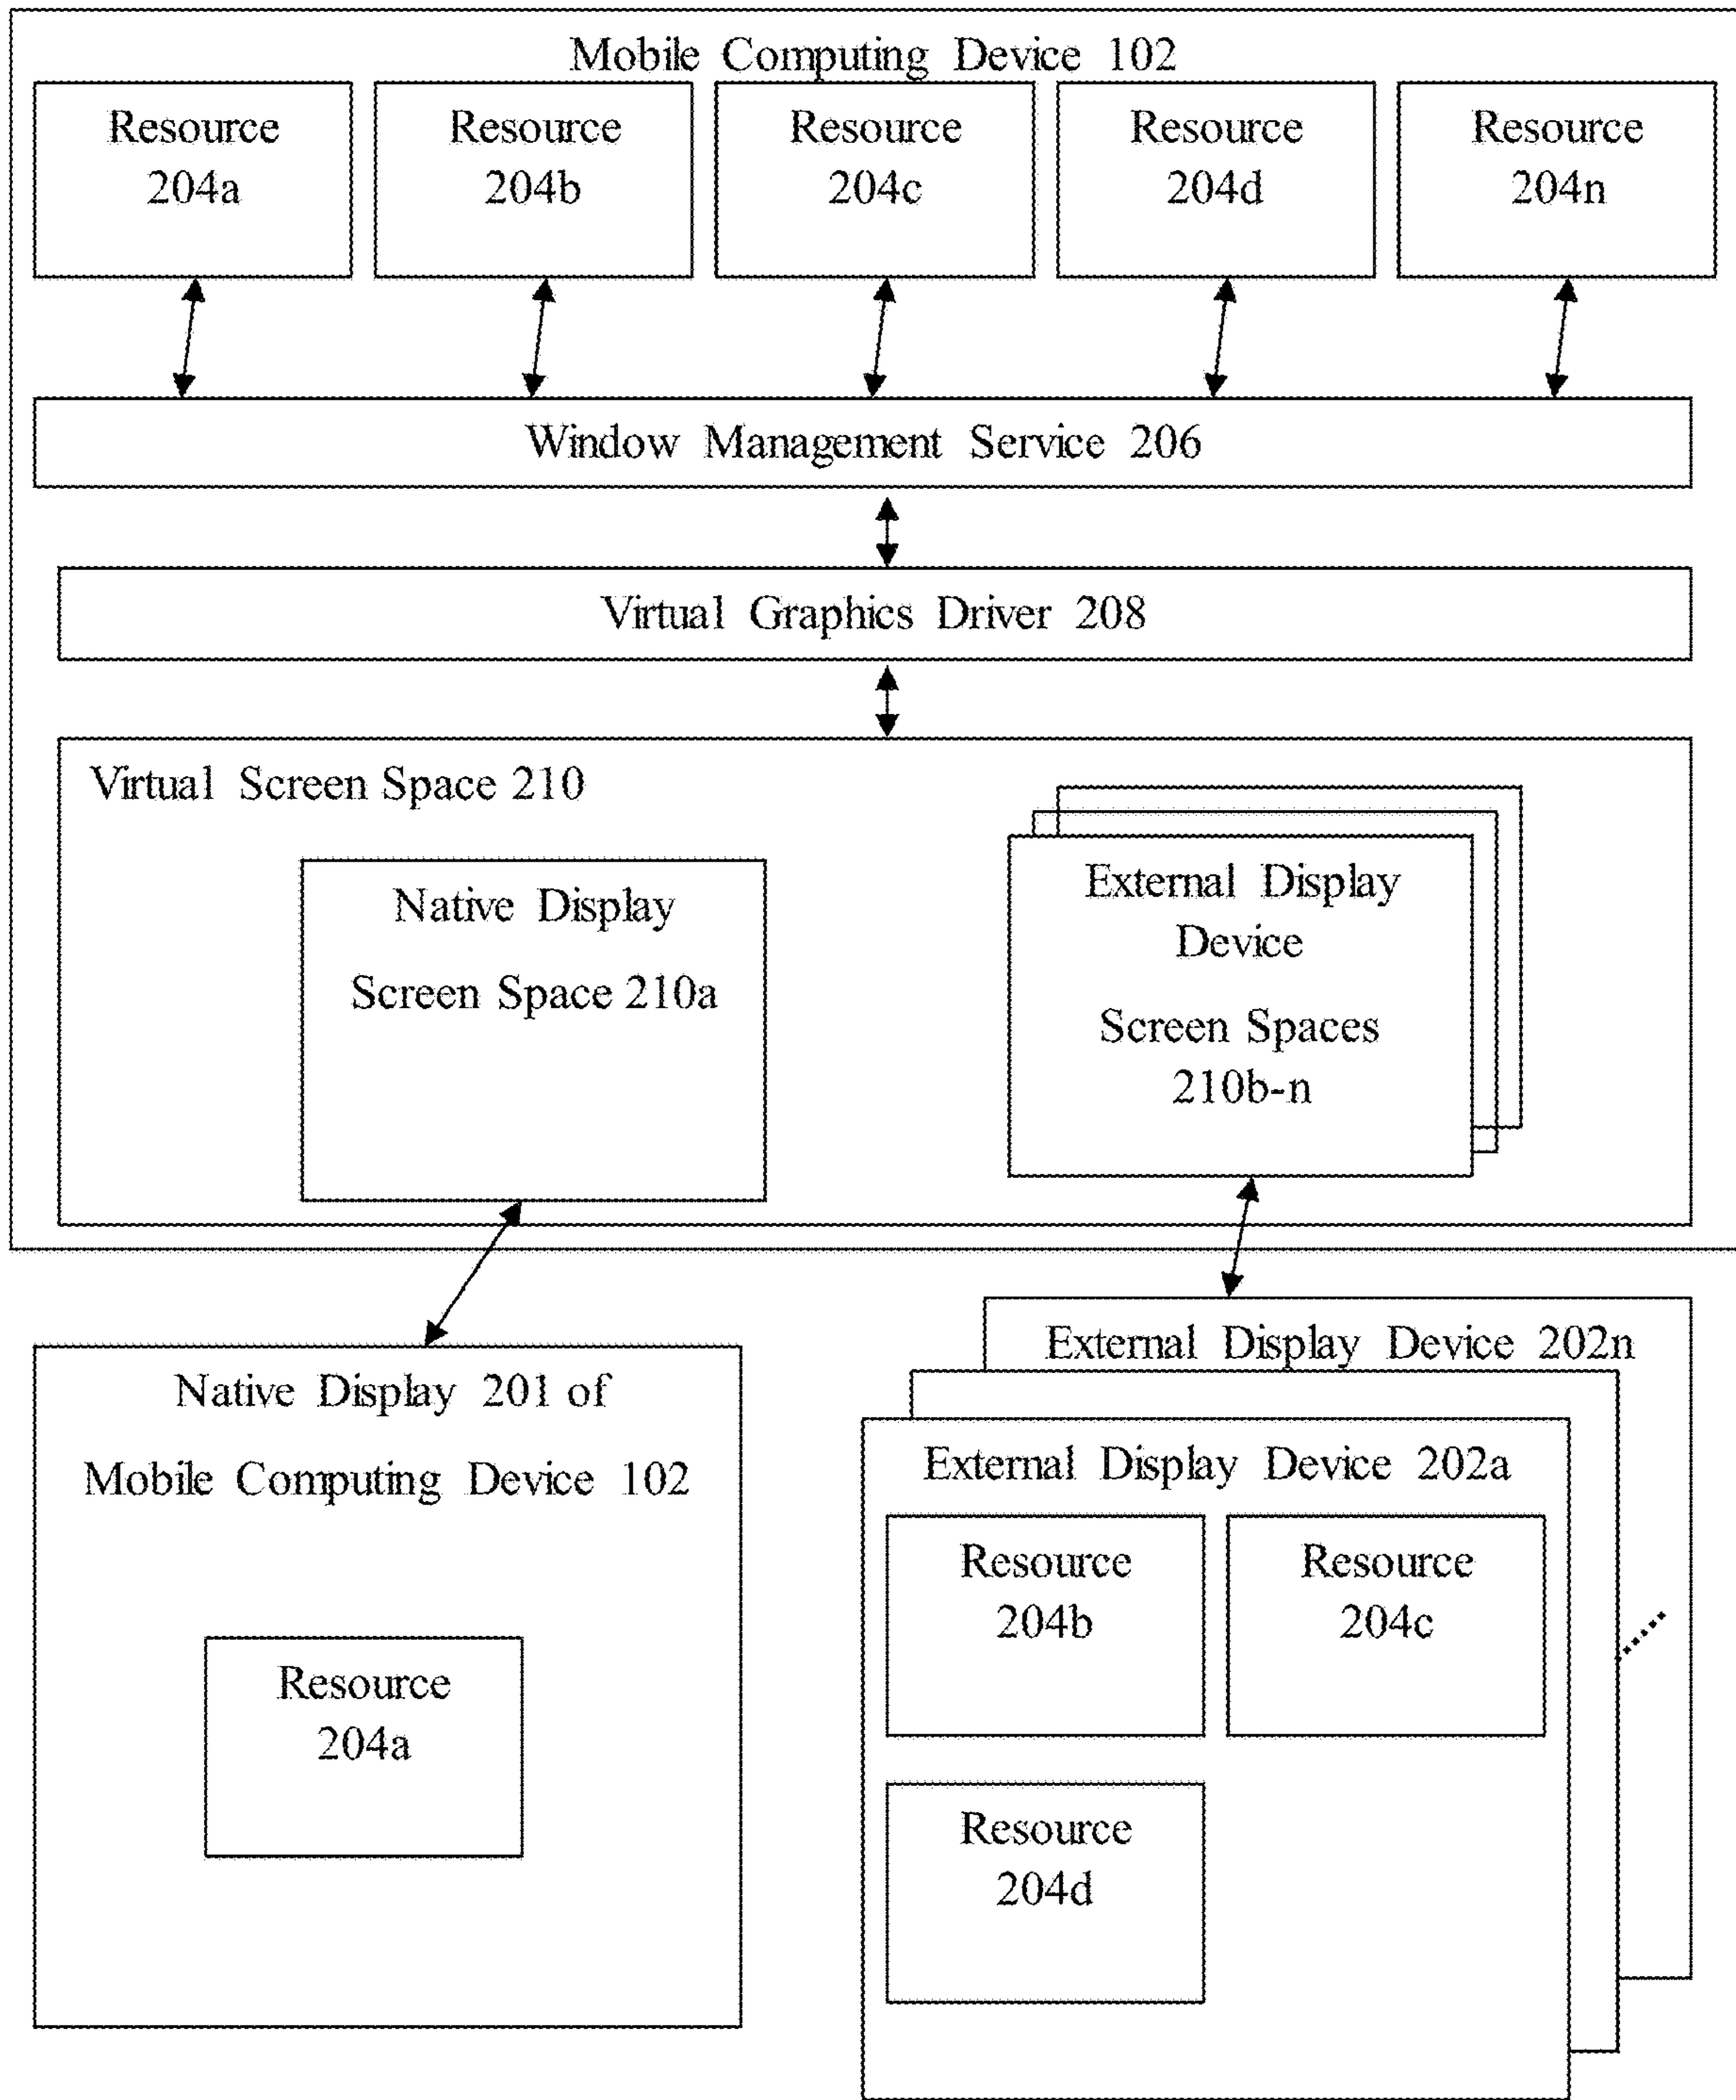 Mobile Computing Device 102
Resource
204a
Resource
204b
Resource
204c
Resource
204d
Resource
204n
Window Management Service 206
Virtual Graphics Driver 208
Virtual Screen Space 210
Native Display
Screen Space 210a
External Display
Device
Screen Spaces
210b-n
Native Display 201 of
Mobile Computing Device 102
Resource
204a
External Display Device 202n
External Display Device 202a
Resource
204b
Resource
204c
Resource
204d